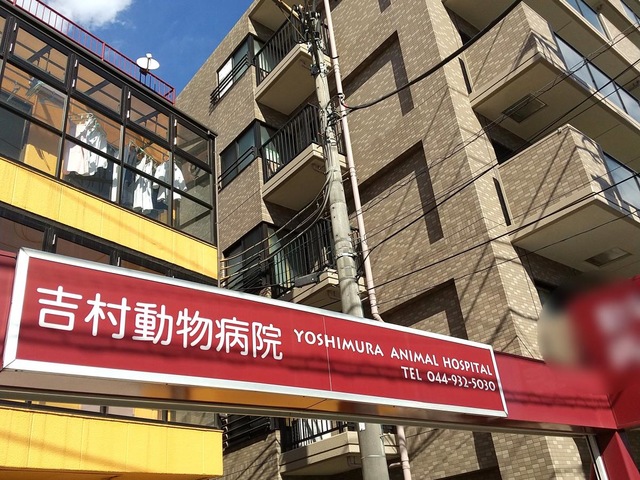 吉村動物病院 YOSHIMURA ANIMAL HOSPITAL
TEL 044-932-5030